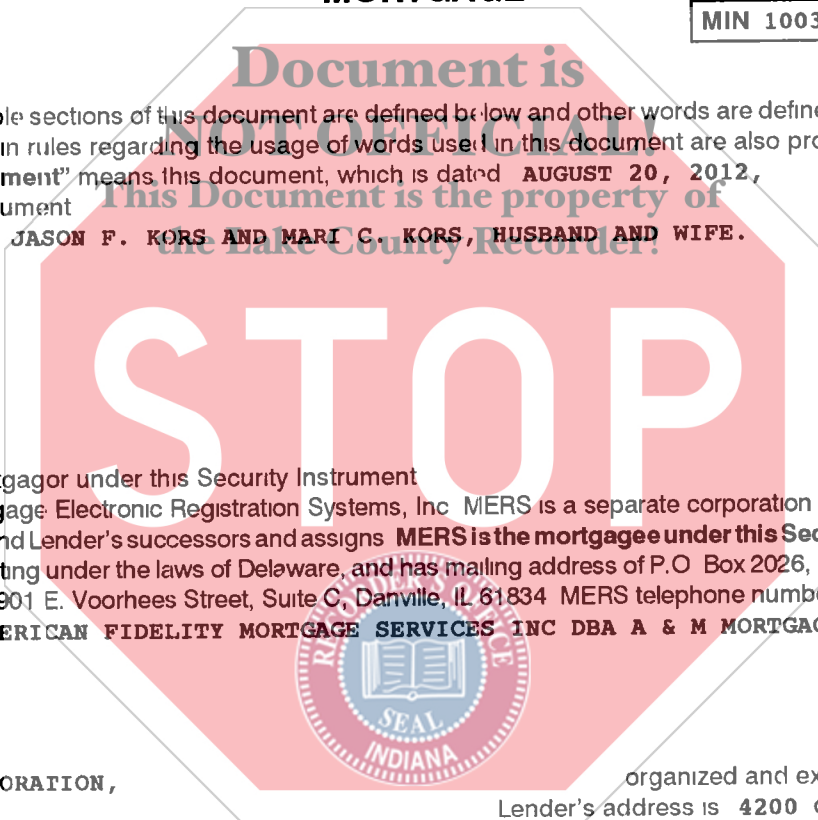 MORTGAGE
MIN 1003
Document is
le sections of this document are defined below and other words are define
NOT OFFICIAL!
in rules regarding the usage of words used in this document are also pro
ment” means this document, which is dated AUGUST 20, 2012,
This Document is the property of
ument
JASON F. KORS AND MARI C. KORS, HUSBAND AND WIFE.
the Lake County Recorder!
STOP
gagor under this Security Instrument
gage Electronic Registration Systems, Inc MERS is a separate corporation
nd Lender's successors and assigns MERS is the mortgagee under this Sec
ting under the laws of Delaware, and has mailing address of P.O Box 2026,
901 E. Voorhees Street, Suite C, Danville, IL 61834 MERS telephone numbe
ERICAN FIDELITY MORTGAGE SERVICES INC DBA A & M MORTGAG
RECORDER'S OFFICE
SEAL
INDIANA
ORATION,
organized and ex
Lender's address is 4200